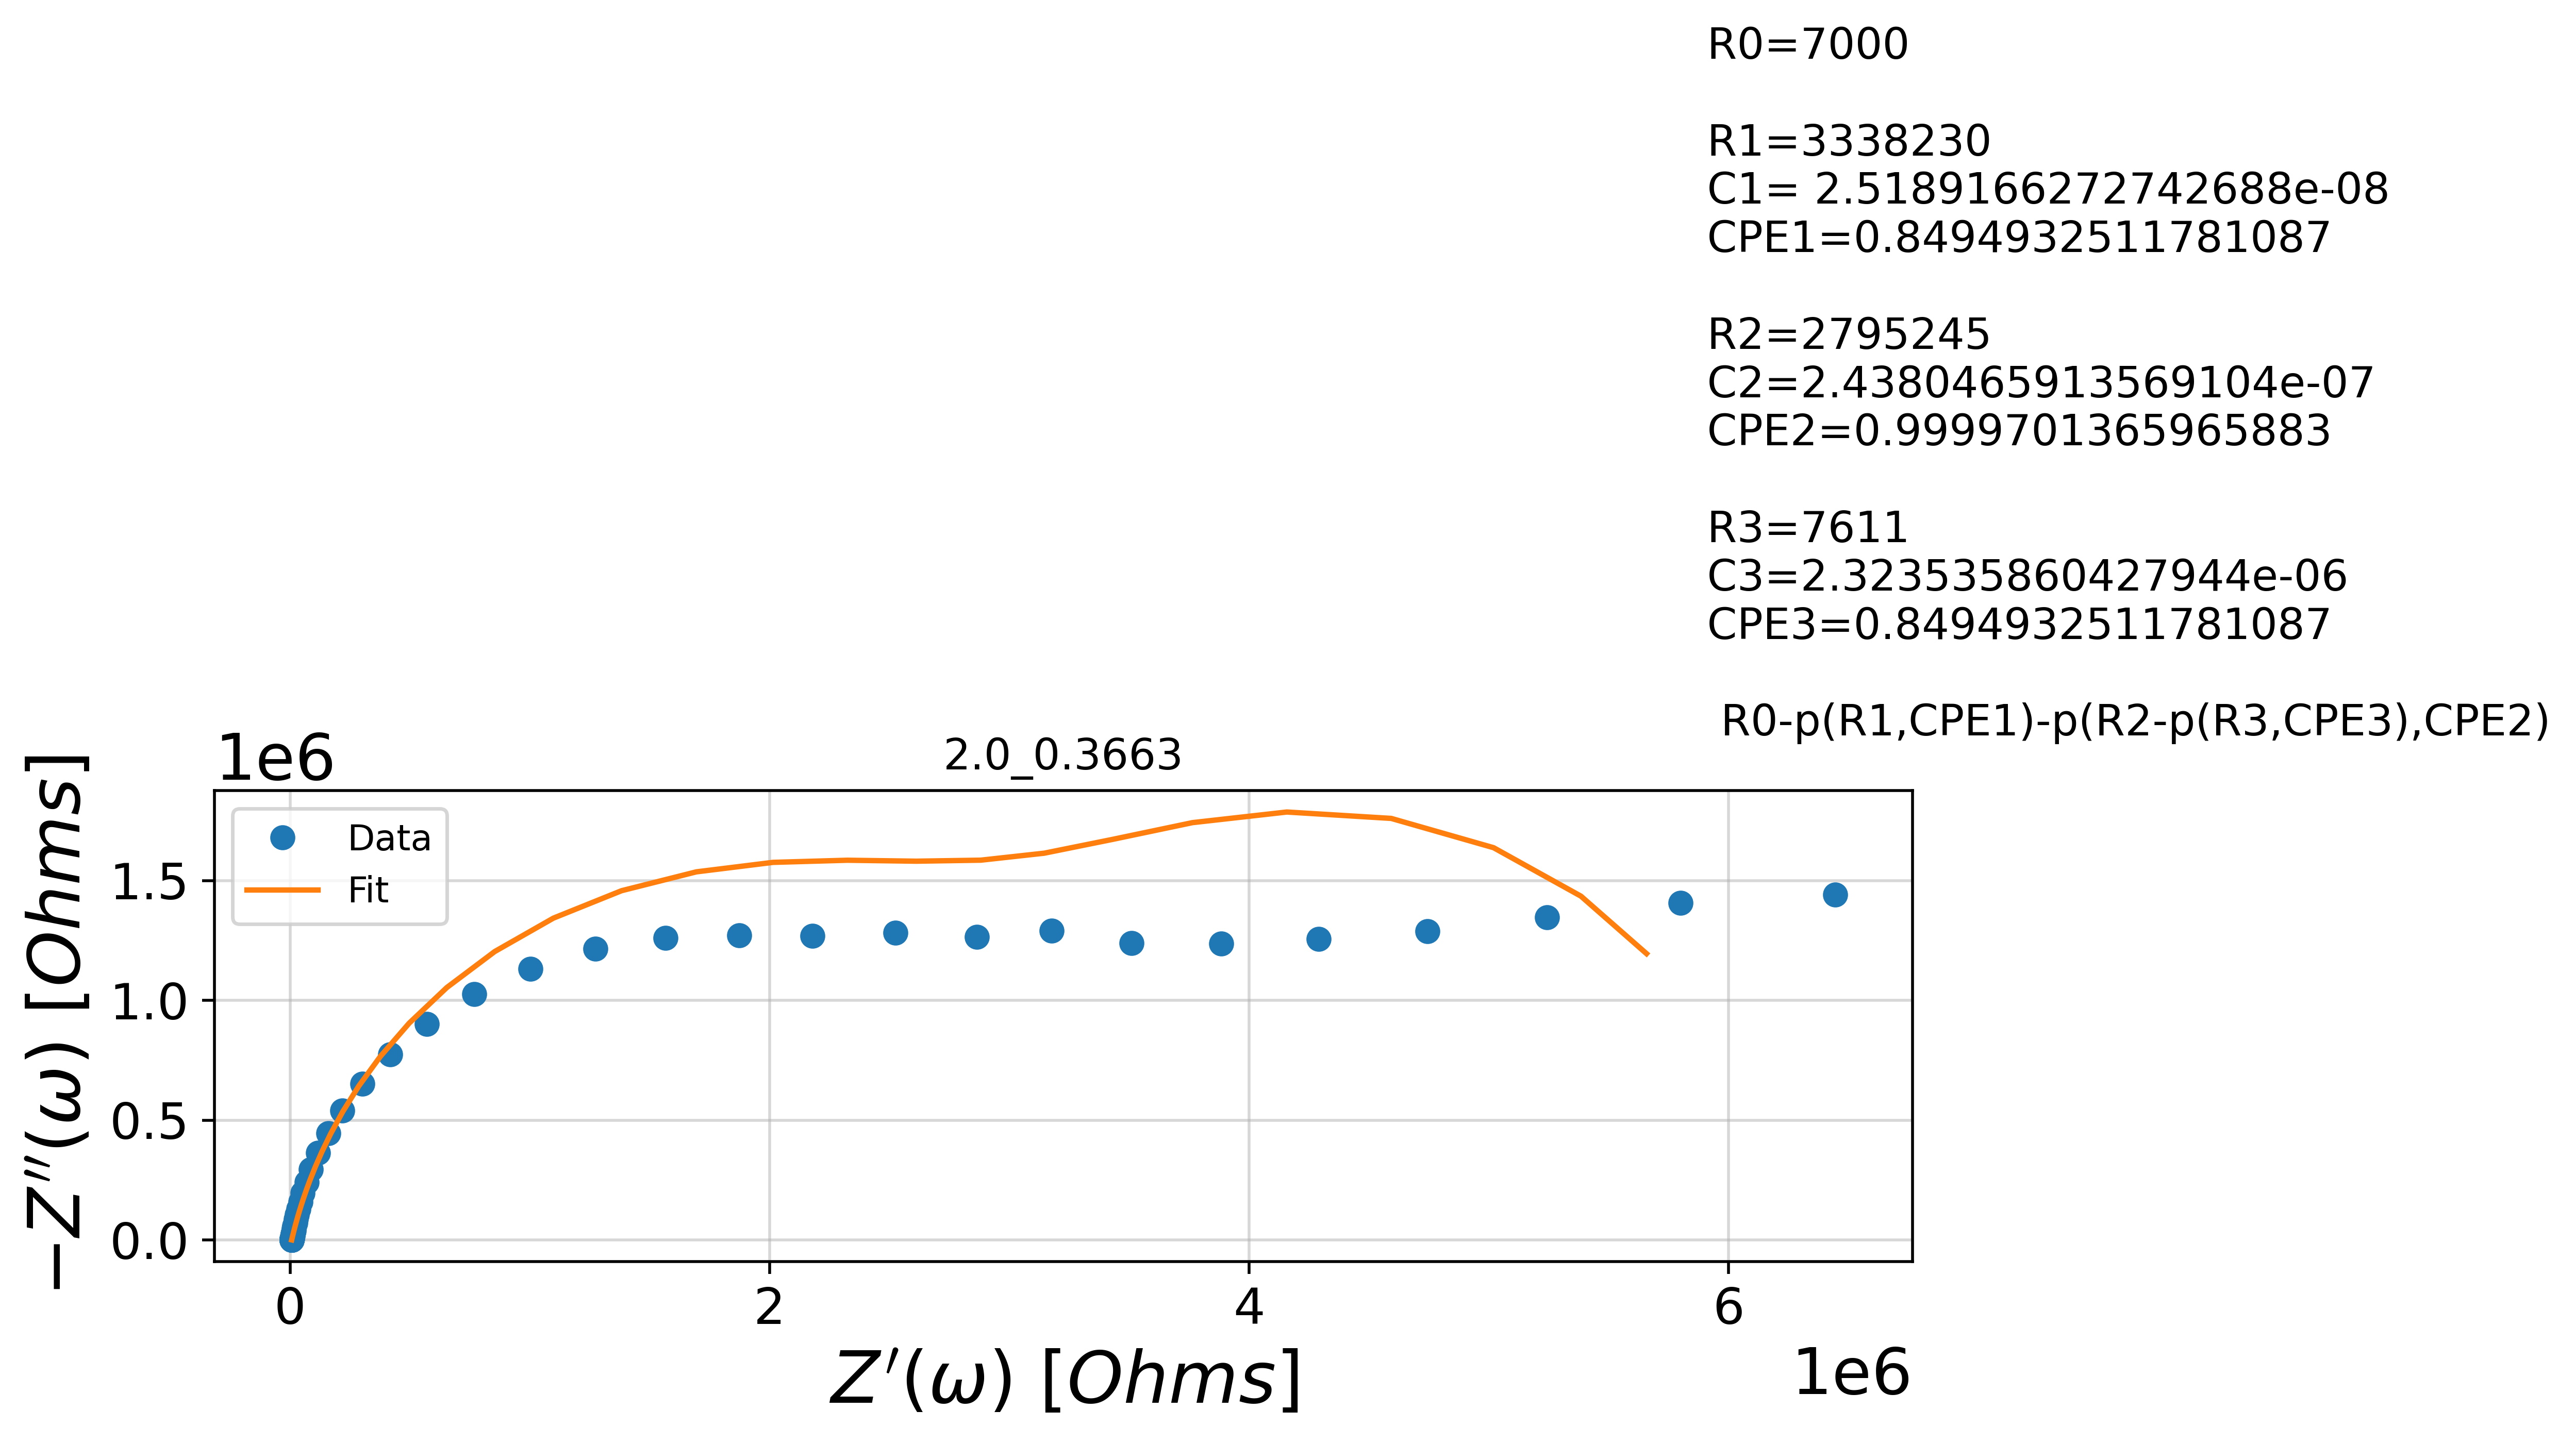 R0=7000
R1=3338230
C1= 2.5189166272742688e-08
CPE1=0.8494932511781087
R2=2795245
C2=2.4380465913569104e-07
CPE2=0.9999701365965883
R3=7611
C3=2.323535860427944e-06
CPE3=0.8494932511781087
R0-p(R1,CPE1)-p(R2-p(R3,CPE3),CPE2)
2.0_0.3663
1e6
Data
Fit
1.5
1.0
0.5
0.0
−Z′′(ω) [Ohms]
0 2 4 6
Z′(ω) [Ohms]
1e6